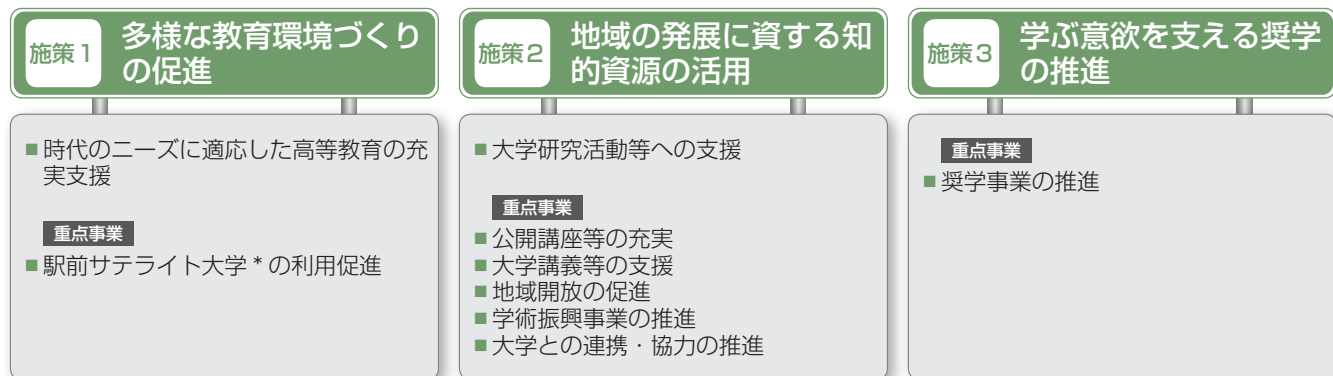 施策1
多様な教育環境づくり
の促進
■時代のニーズに適応した高等教育の充
実支援
重点事業
■駅前サテライト大学*の利用促進
施策2
地域の発展に資する知
的資源の活用
■大学研究活動等への支援
重点事業
■公開講座等の充実
■大学講義等の支援
■地域開放の促進
■学術振興事業の推進
■大学との連携・協力の推進
施策3
学ぶ意欲を支える奨学
の推進
重点事業
■奨学事業の推進